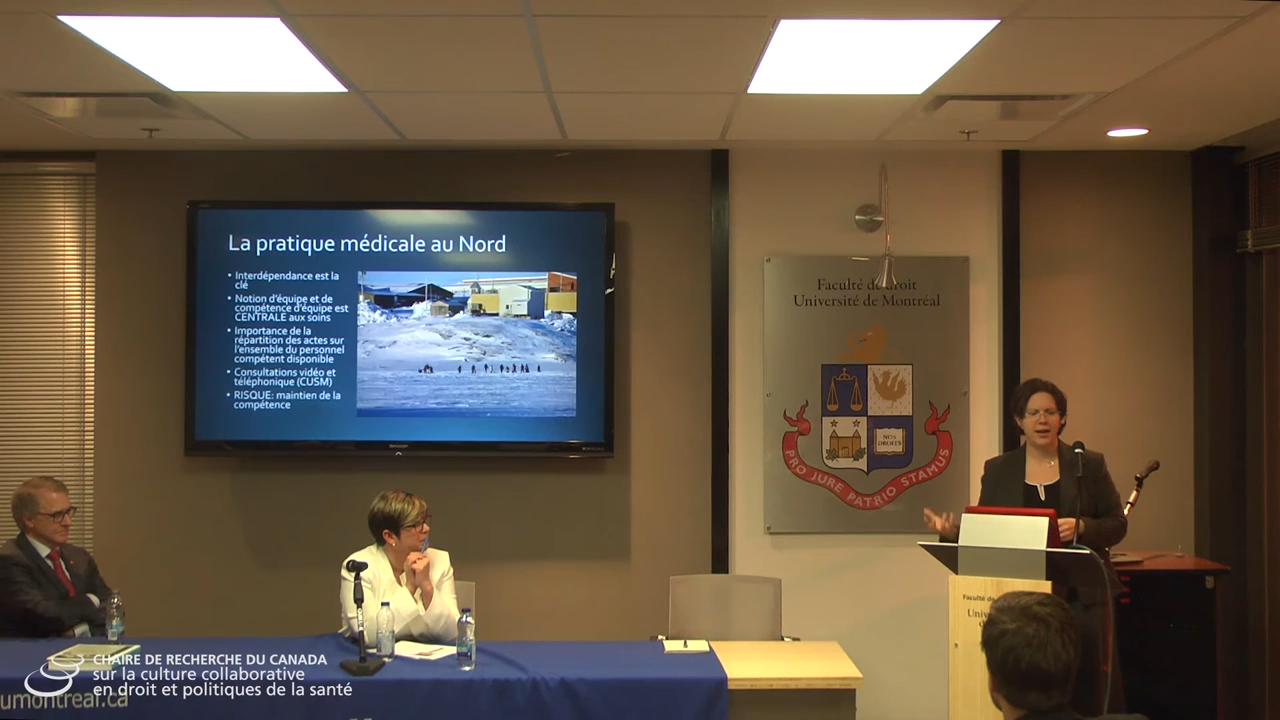 La pratique médicale au Nord
• Interdépendance est la
clé
• Notion d'équipe et de
compétence d'équipe est
CENTRALE aux soins
• Importance de la
répartition des actes sur
l'ensemble du personnel
compétent disponible
• Consultations vidéo et
téléphonique (CUSM)
• RISQUE: maintien de la
compétence
SHARP
Faculté de droit
Université de Montréal
NOS
DROITS
PRO JURE PATRIO STAMUS
Faculté de
CHAIRE DE RECHERCHE DU CANADA
sur la culture collaborative
en droit et politiques de la santé
umontreal.ca